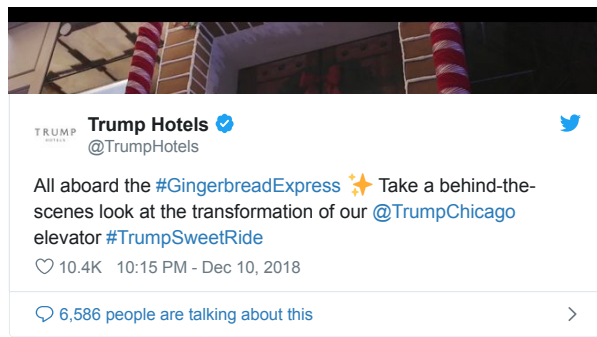 TRUMP
HOTELS
Trump Hotels
@TrumpHotels
All aboard the #GingerbreadExpress ✨ Take a behind-the-
scenes look at the transformation of our @TrumpChicago
elevator #TrumpSweetRide
10.4K 10:15 PM - Dec 10, 2018
6,586 people are talking about this